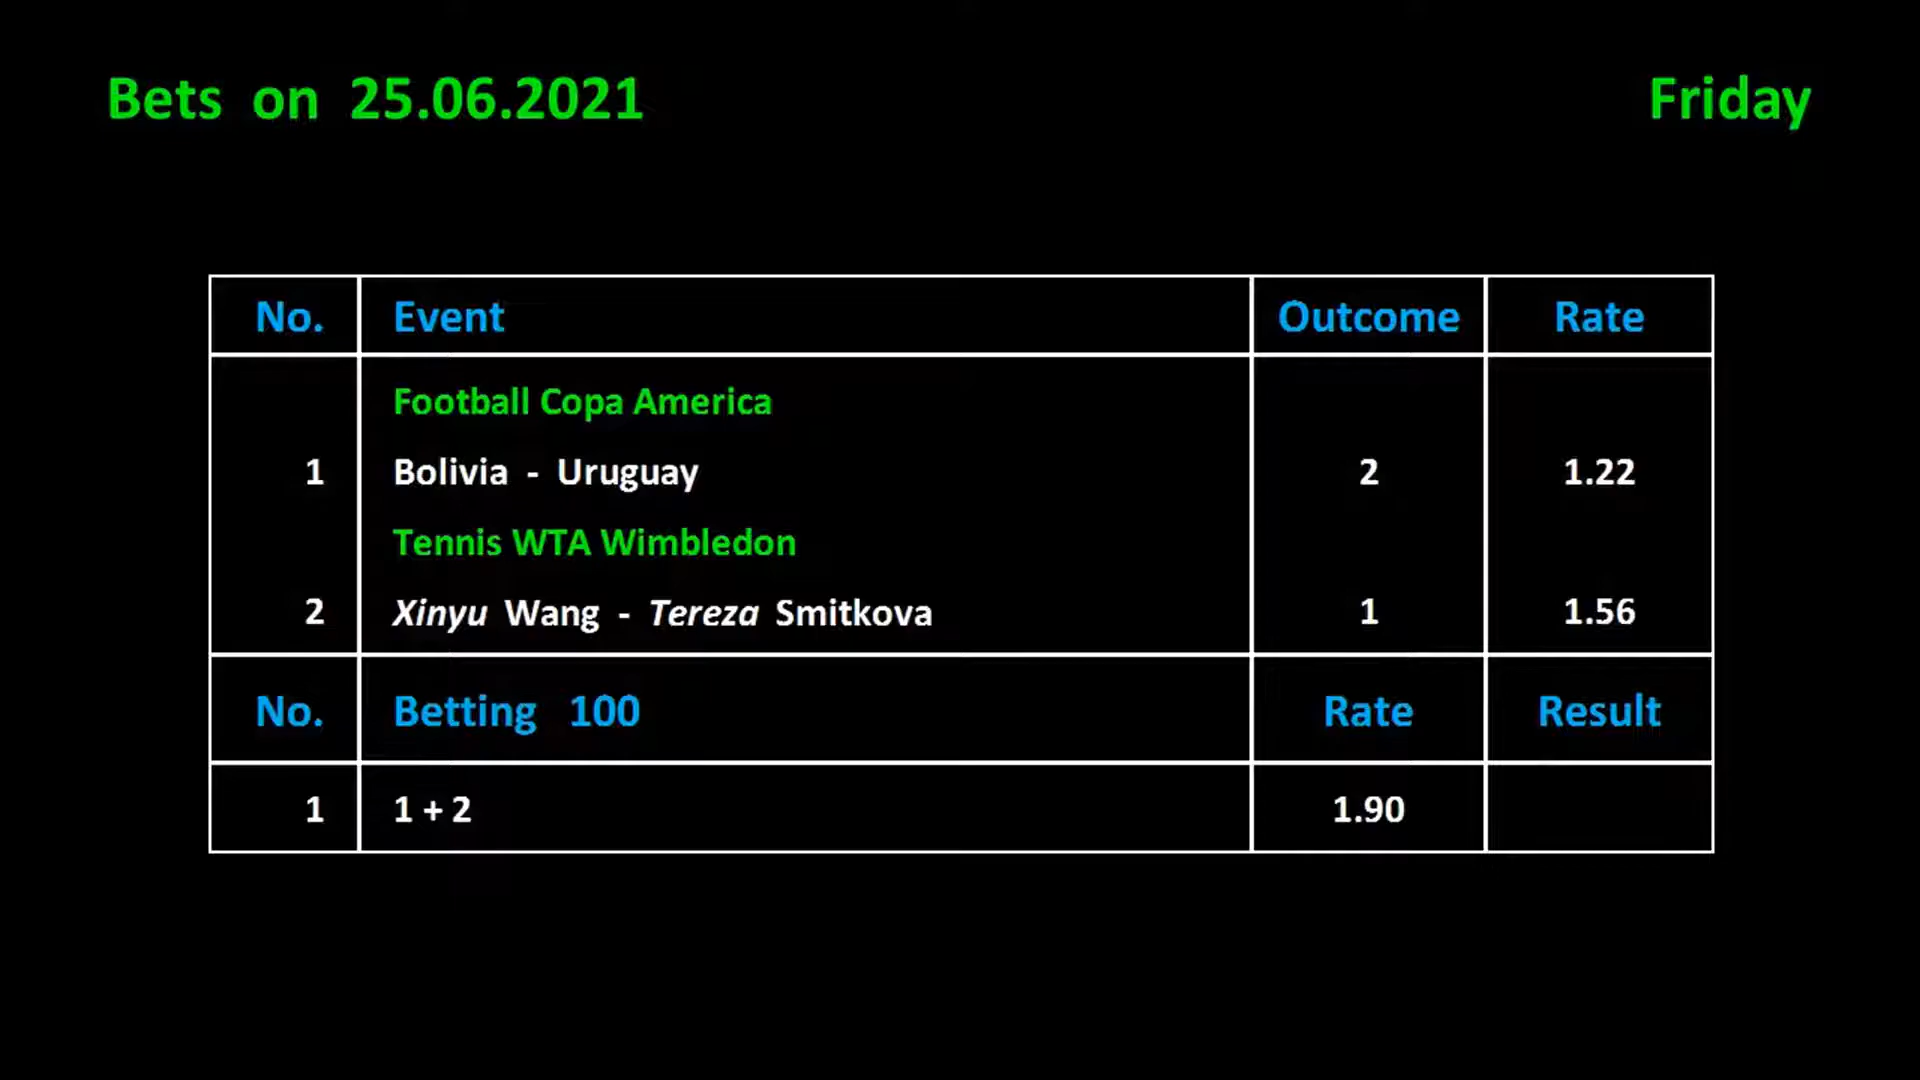 Bets on 25.06.2021 Friday
No. Event Outcome Rate
Football Copa America
1 Bolivia - Uruguay 2 1.22
Tennis WTA Wimbledon
2 Xinyu Wang - Tereza Smitkova 1 1.56
No. Betting 100 Rate Result
1 1 + 2 1.90